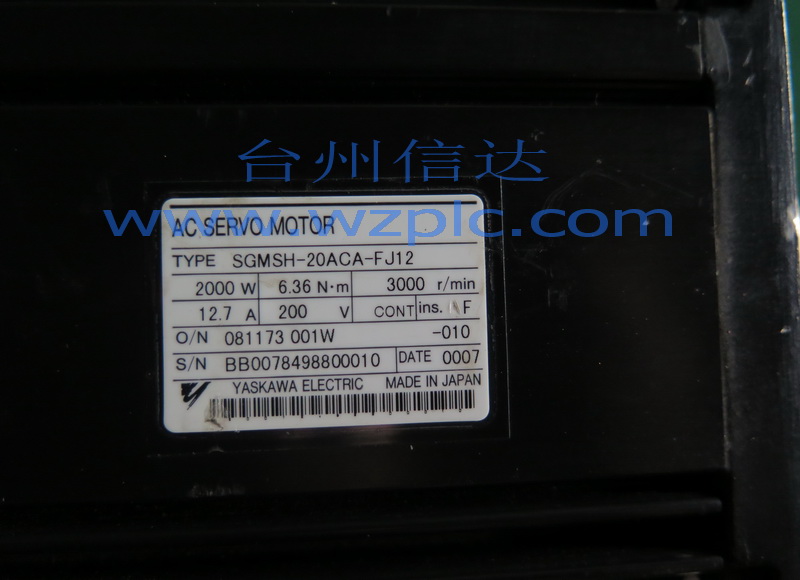 台州信达
www.wzplc.com
AC SERVO MOTOR
TYPE SGMSH-20ACA-FJ12
2000 W 6.36 N·m 3000 r/min
12.7 A 200 V CONT ins. F
O/N 081173 001W -010
S/N BB0078498800010 DATE 0007
YASKAWA ELECTRIC MADE IN JAPAN